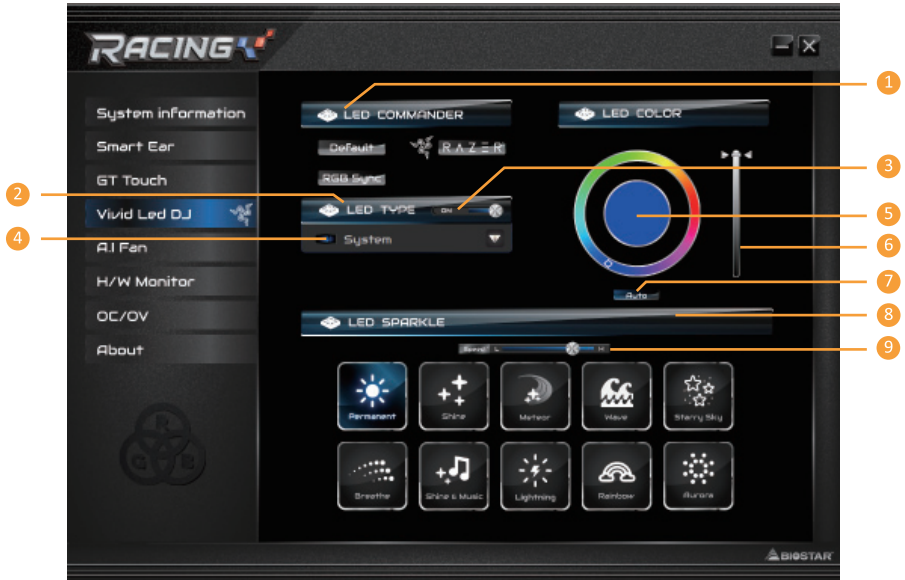 RACING
1
System information
LED COMMANDER
LED COLOR
Smart Ear
Default
RAZER
GT Touch
RGB Sync
3
2
LED TYPE
ON
Vivid Led DJ
5
4
System
A.I Fan
6
H/W Monitor
7
Auto
OC/OV
8
LED SPARKLE
About
Speed
L
H
9
Permanent
Shine
Meteor
Wave
Starry Sky
R
G
B
Breathe
Shine & Music
Lightning
Rainbow
Aurora
BIOSTAR